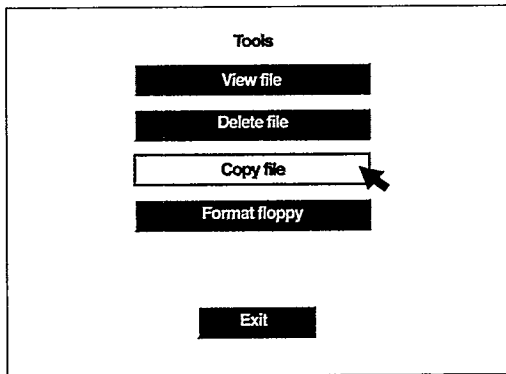 Tools
View file
Delete file
Copy file
Format floppy
Exit